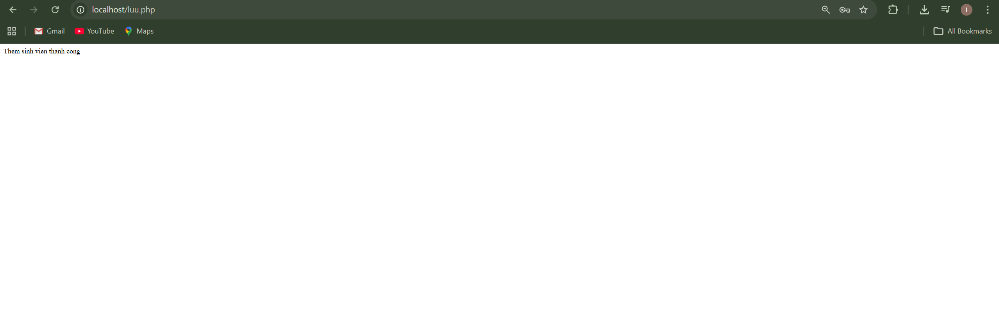 localhost/luu.php
I
Gmail
YouTube
Maps
All Bookmarks
Them sinh vien thanh cong